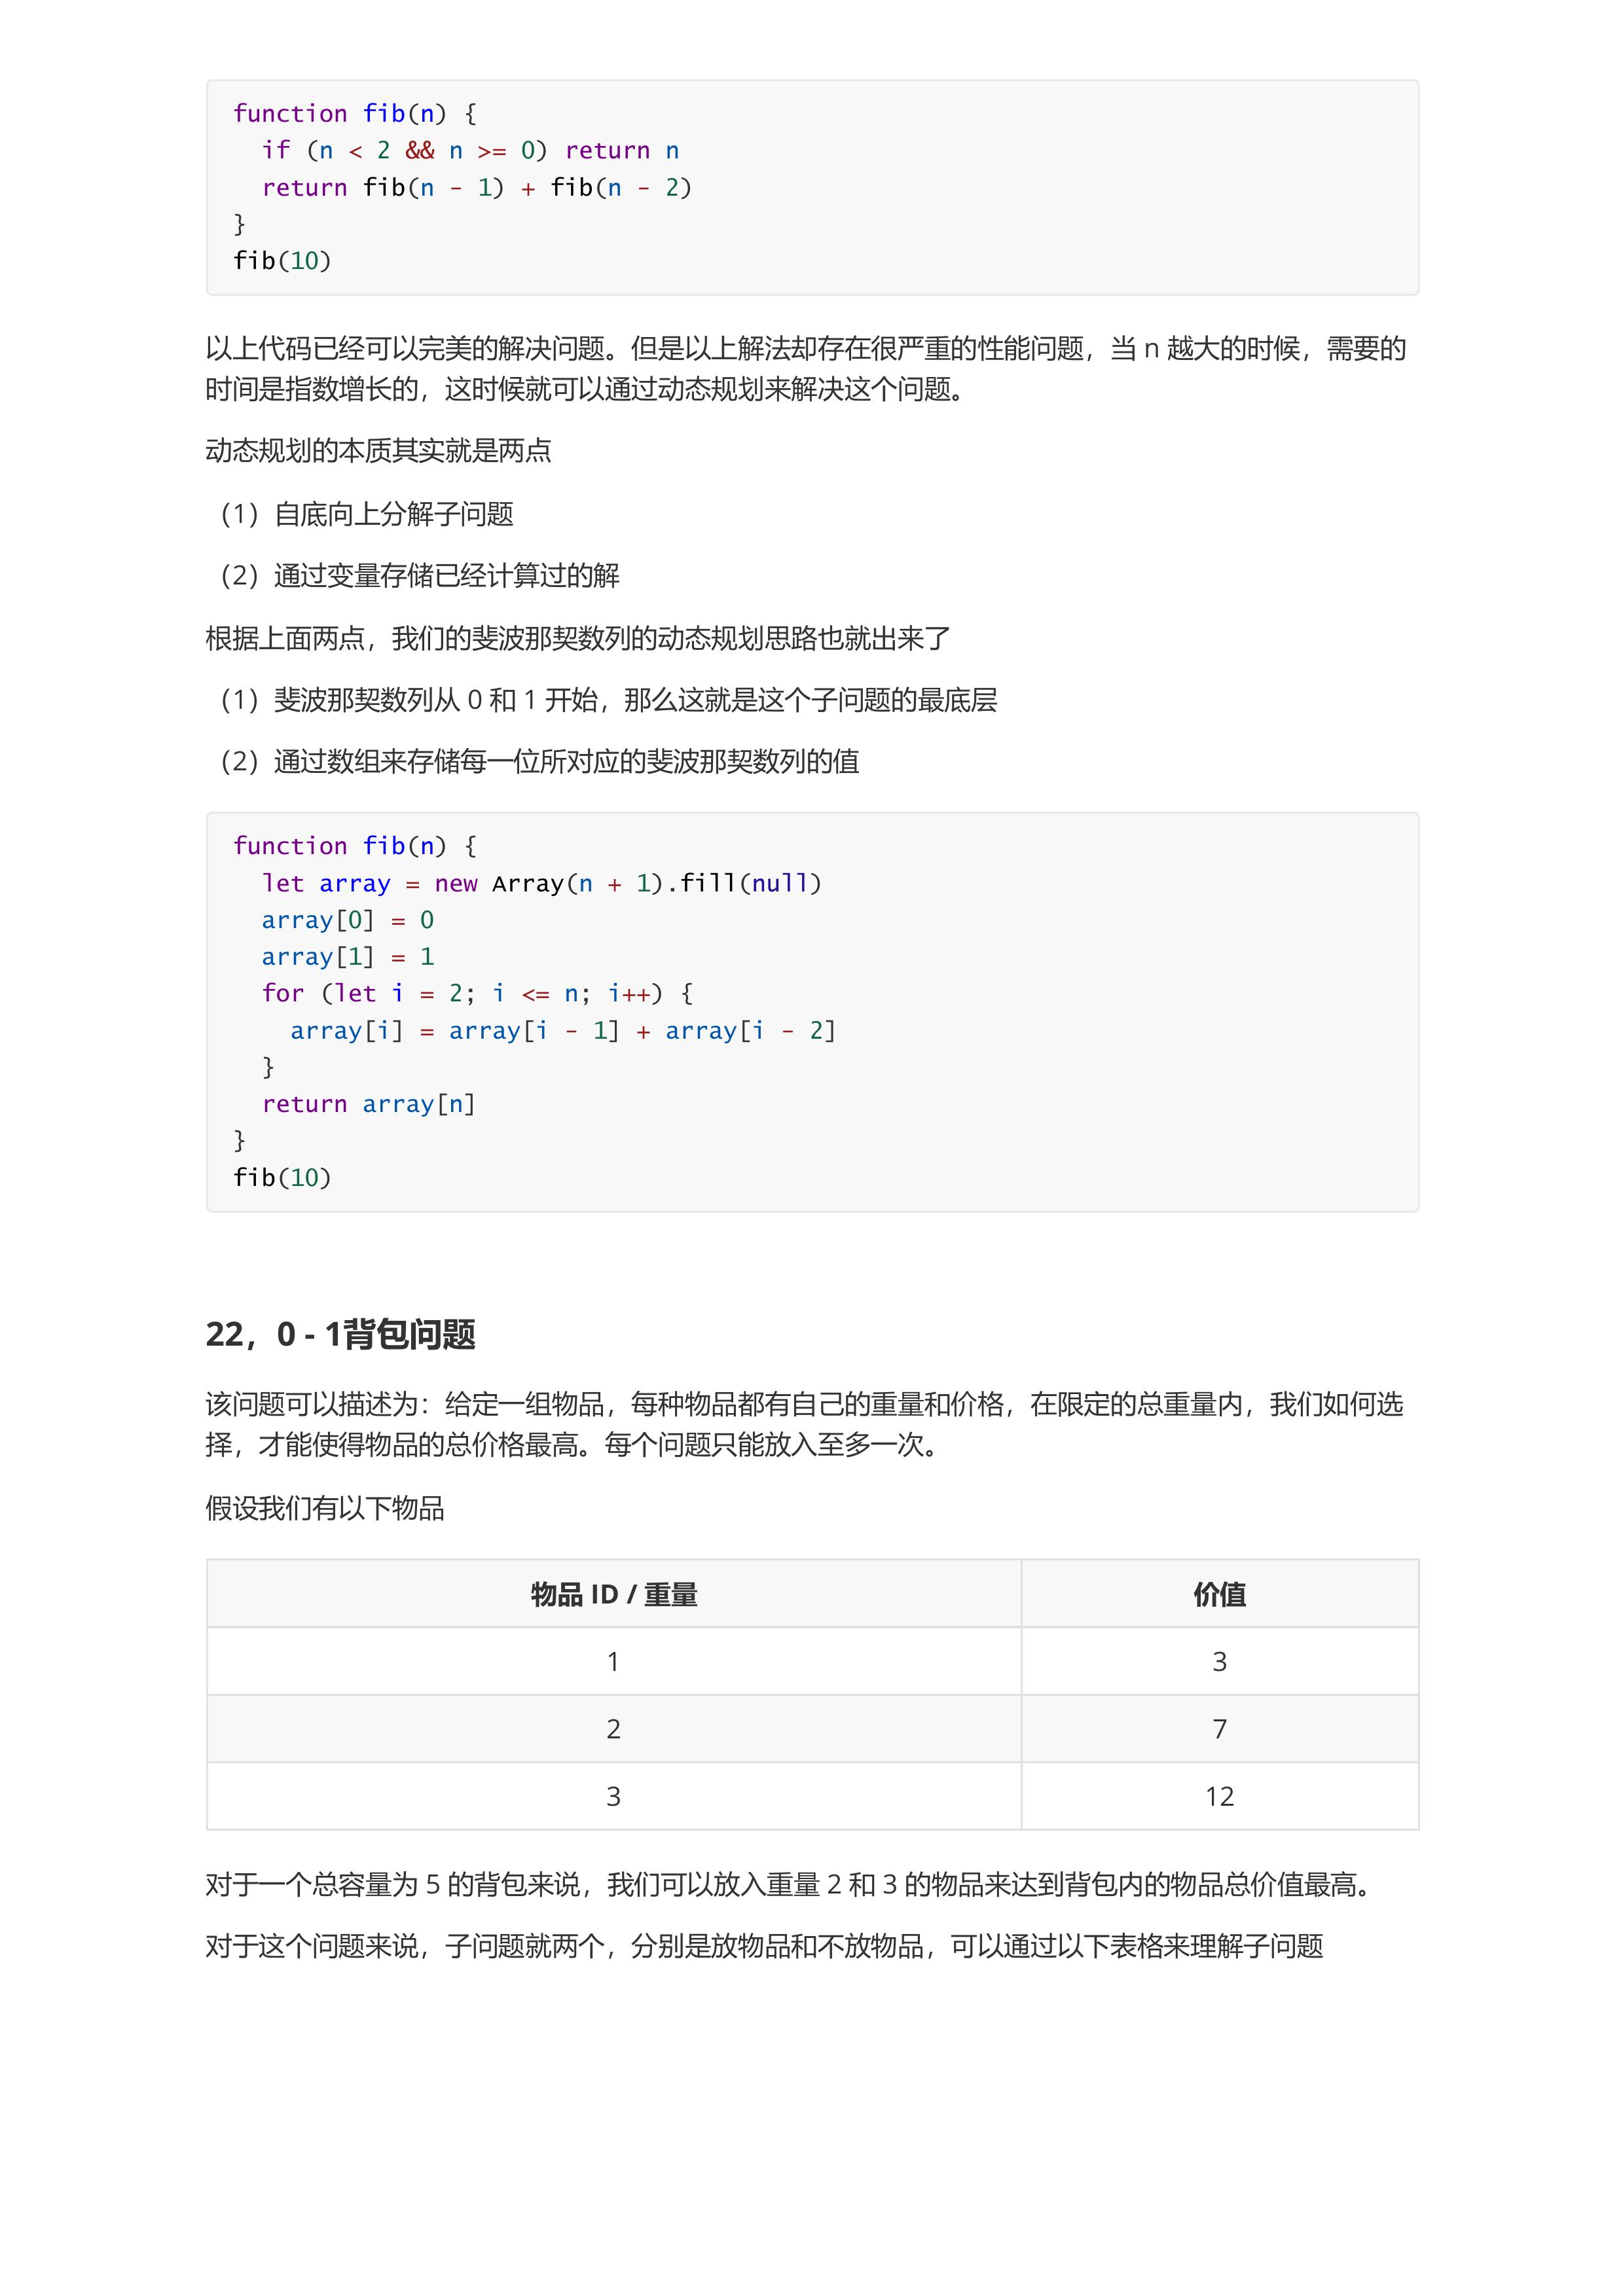 function fib(n) {
  if (n < 2 && n >= 0) return n
  return fib(n - 1) + fib(n - 2)
}
fib(10)
以上代码已经可以完美的解决问题。但是以上解法却存在很严重的性能问题，当 n 越大的时候，需要的
时间是指数增长的，这时候就可以通过动态规划来解决这个问题。
动态规划的本质其实就是两点
（1）自底向上分解子问题
（2）通过变量存储已经计算过的解
根据上面两点，我们的斐波那契数列的动态规划思路也就出来了
（1）斐波那契数列从 0 和 1 开始，那么这就是这个子问题的最底层
（2）通过数组来存储每一位所对应的斐波那契数列的值
function fib(n) {
  let array = new Array(n + 1).fill(null)
  array[0] = 0
  array[1] = 1
  for (let i = 2; i <= n; i++) {
    array[i] = array[i - 1] + array[i - 2]
  }
  return array[n]
}
fib(10)
22，0 - 1背包问题
该问题可以描述为：给定一组物品，每种物品都有自己的重量和价格，在限定的总重量内，我们如何选
择，才能使得物品的总价格最高。每个问题只能放入至多一次。
假设我们有以下物品
物品 ID / 重量 价值
1 3
2 7
3 12
对于一个总容量为 5 的背包来说，我们可以放入重量 2 和 3 的物品来达到背包内的物品总价值最高。
对于这个问题来说，子问题就两个，分别是放物品和不放物品，可以通过以下表格来理解子问题